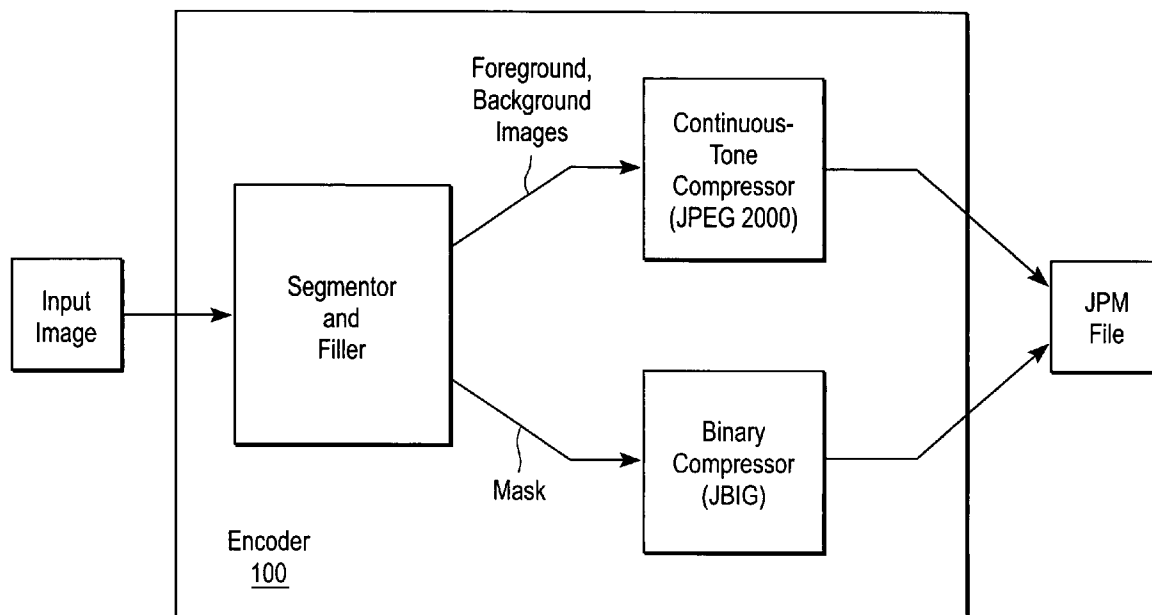 Input
Image
Segmentor
and
Filler
Foreground,
Background
Images
Mask
Continuous-
Tone
Compressor
(JPEG 2000)
Binary
Compressor
(JBIG)
JPM
File
Encoder
100